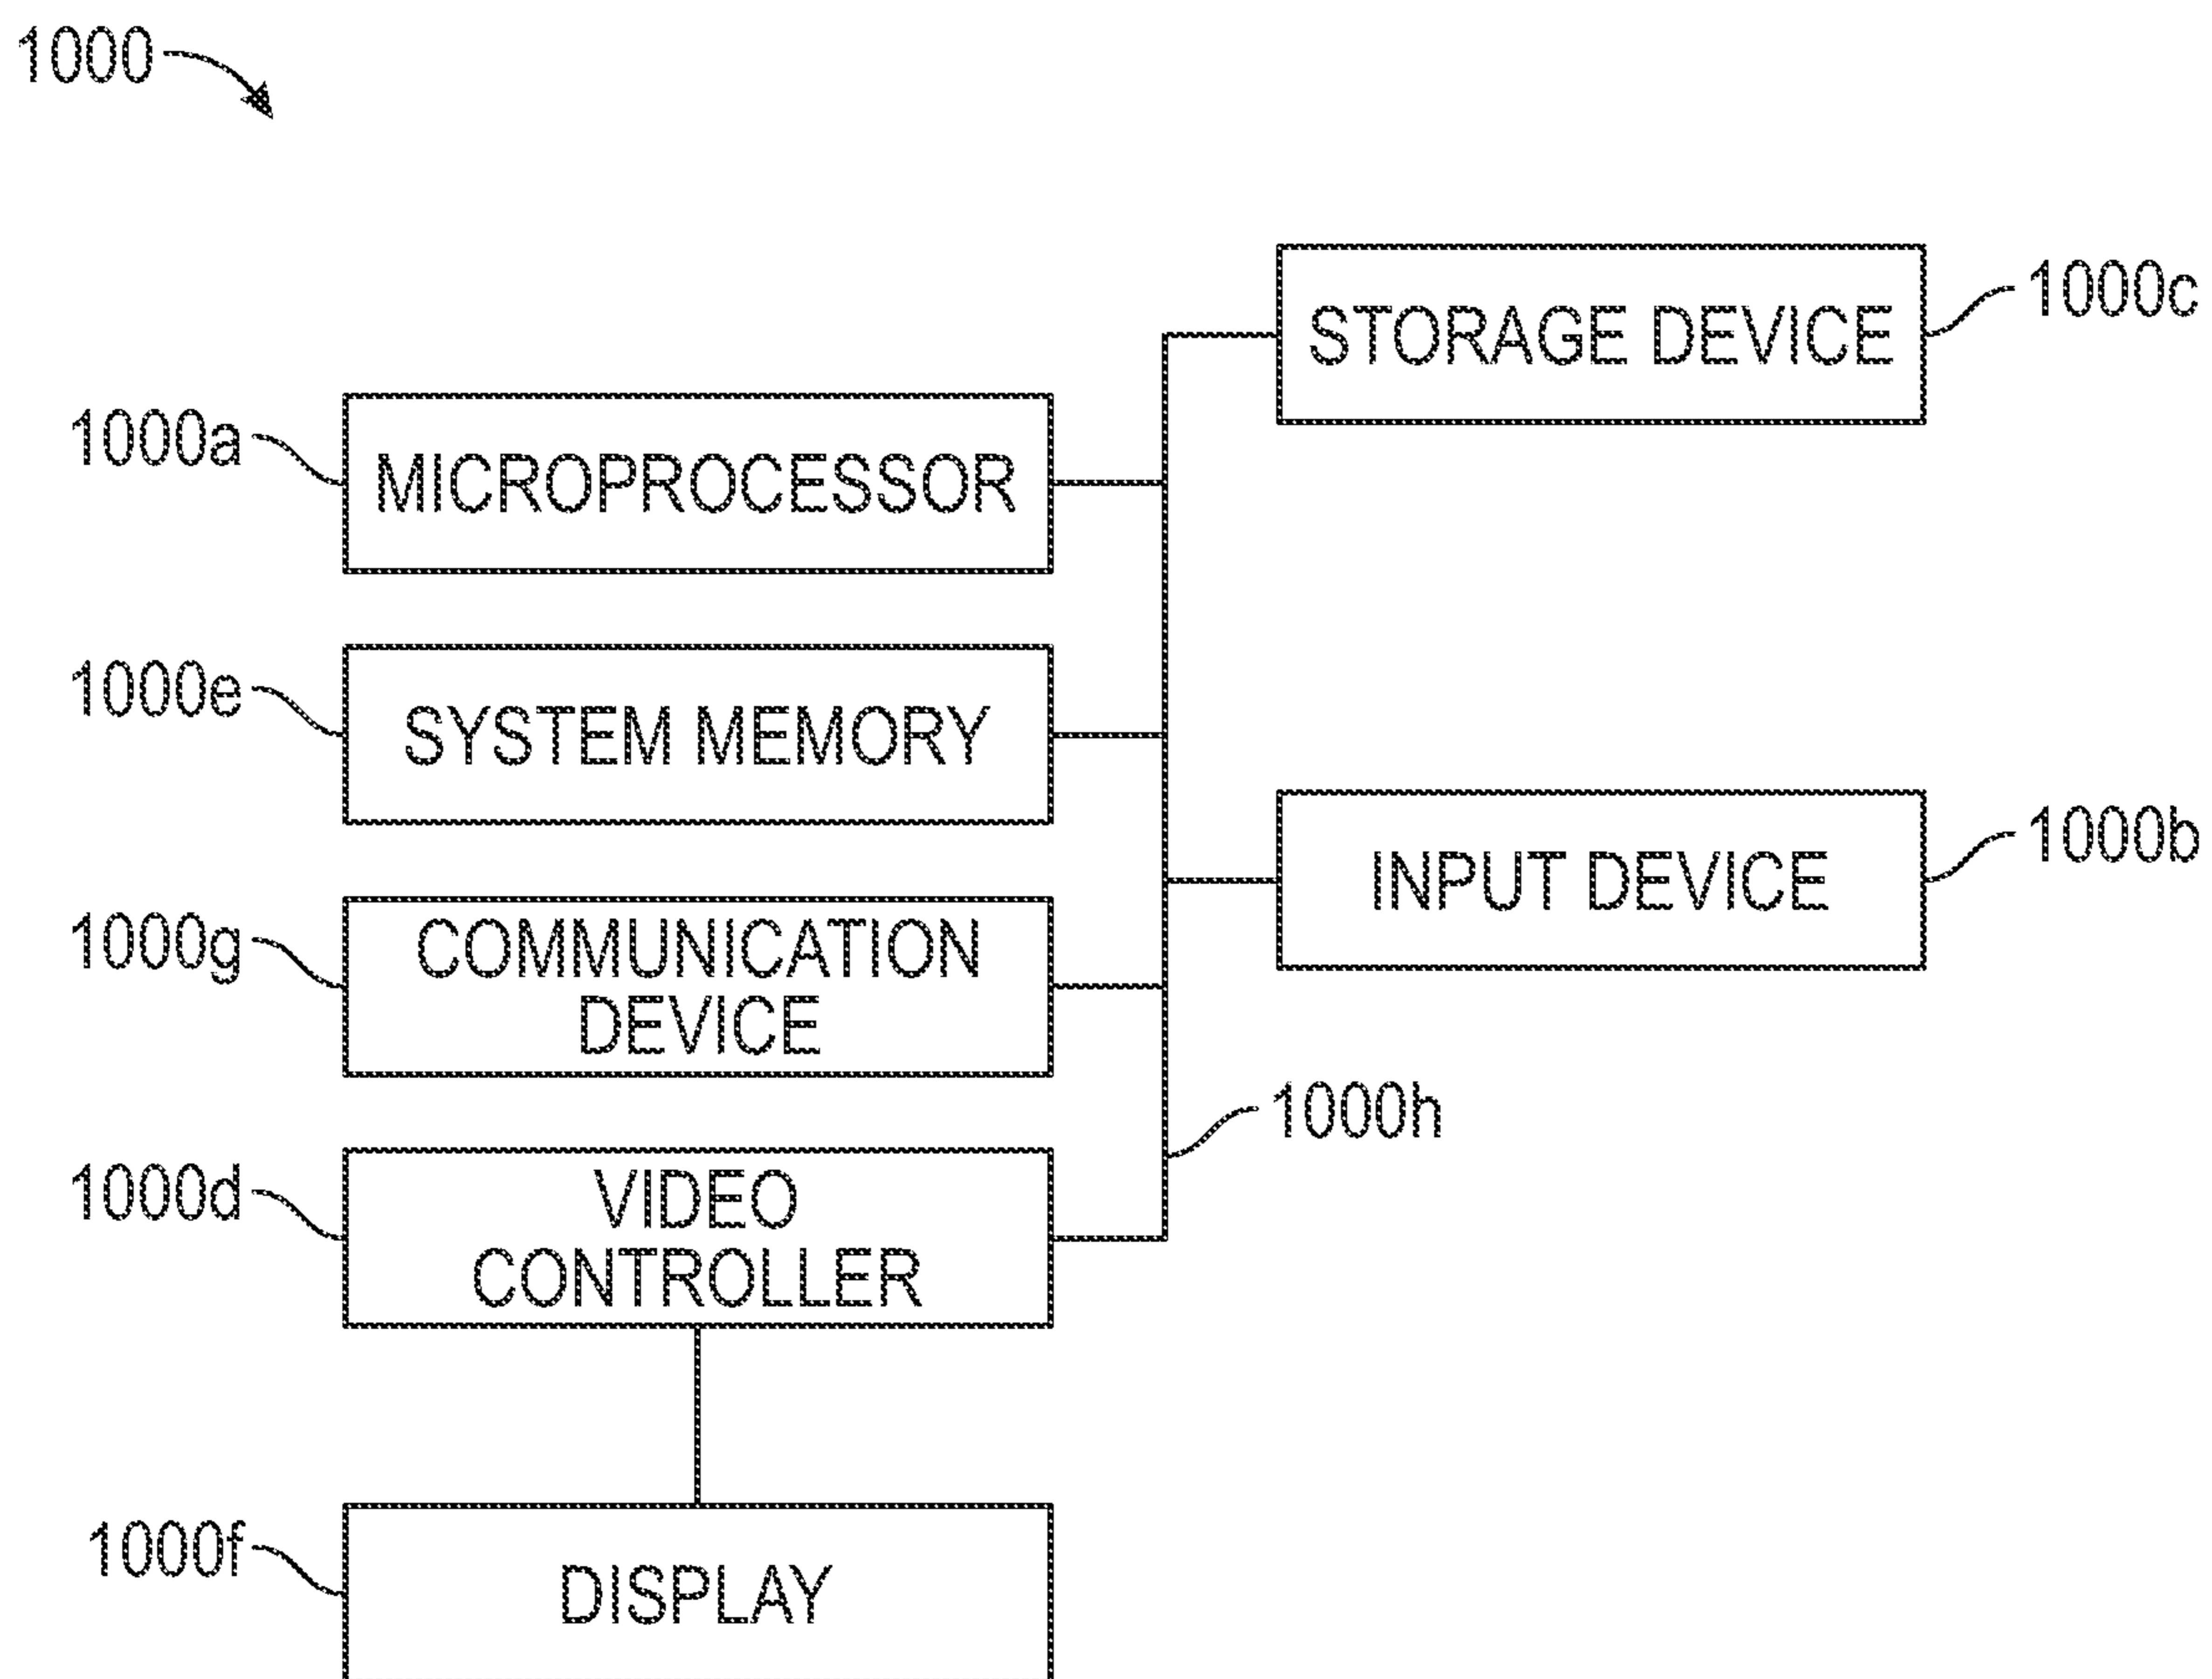 1000
STORAGE DEVICE
1000c
1000a
MICROPROCESSOR
1000e
SYSTEM MEMORY
INPUT DEVICE
1000b
1000g
COMMUNICATION
DEVICE
1000h
1000d
VIDEO
CONTROLLER
1000f
DISPLAY